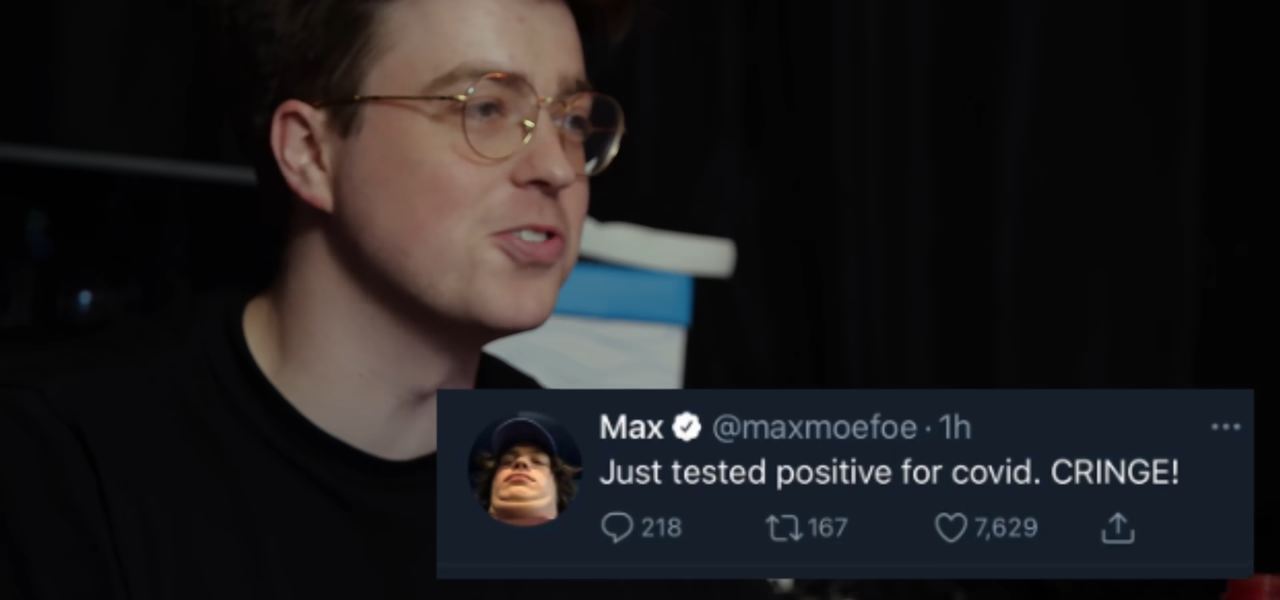 Max @maxmoefoe · 1h
Just tested positive for covid. CRINGE!
218 167 7,629